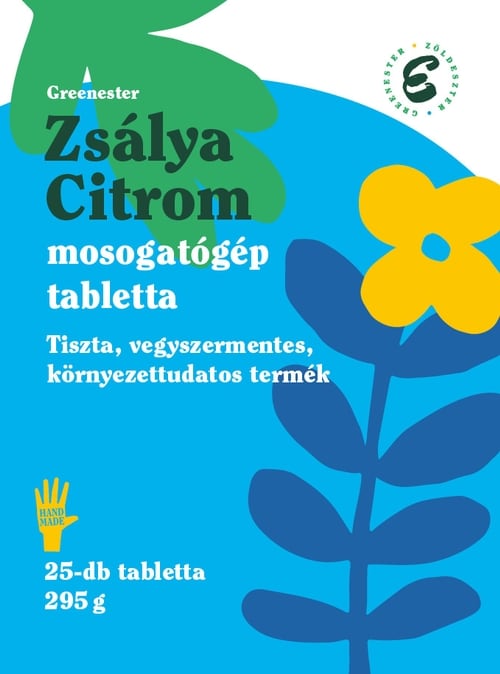 Greenester
GREENESTER • ZÖLDESZTER •
Zsálya
Citrom
mosogatógép
tabletta
Tiszta, vegyszermentes,
környezettudatos termék
HAND
MADE
25-db tabletta
295 g